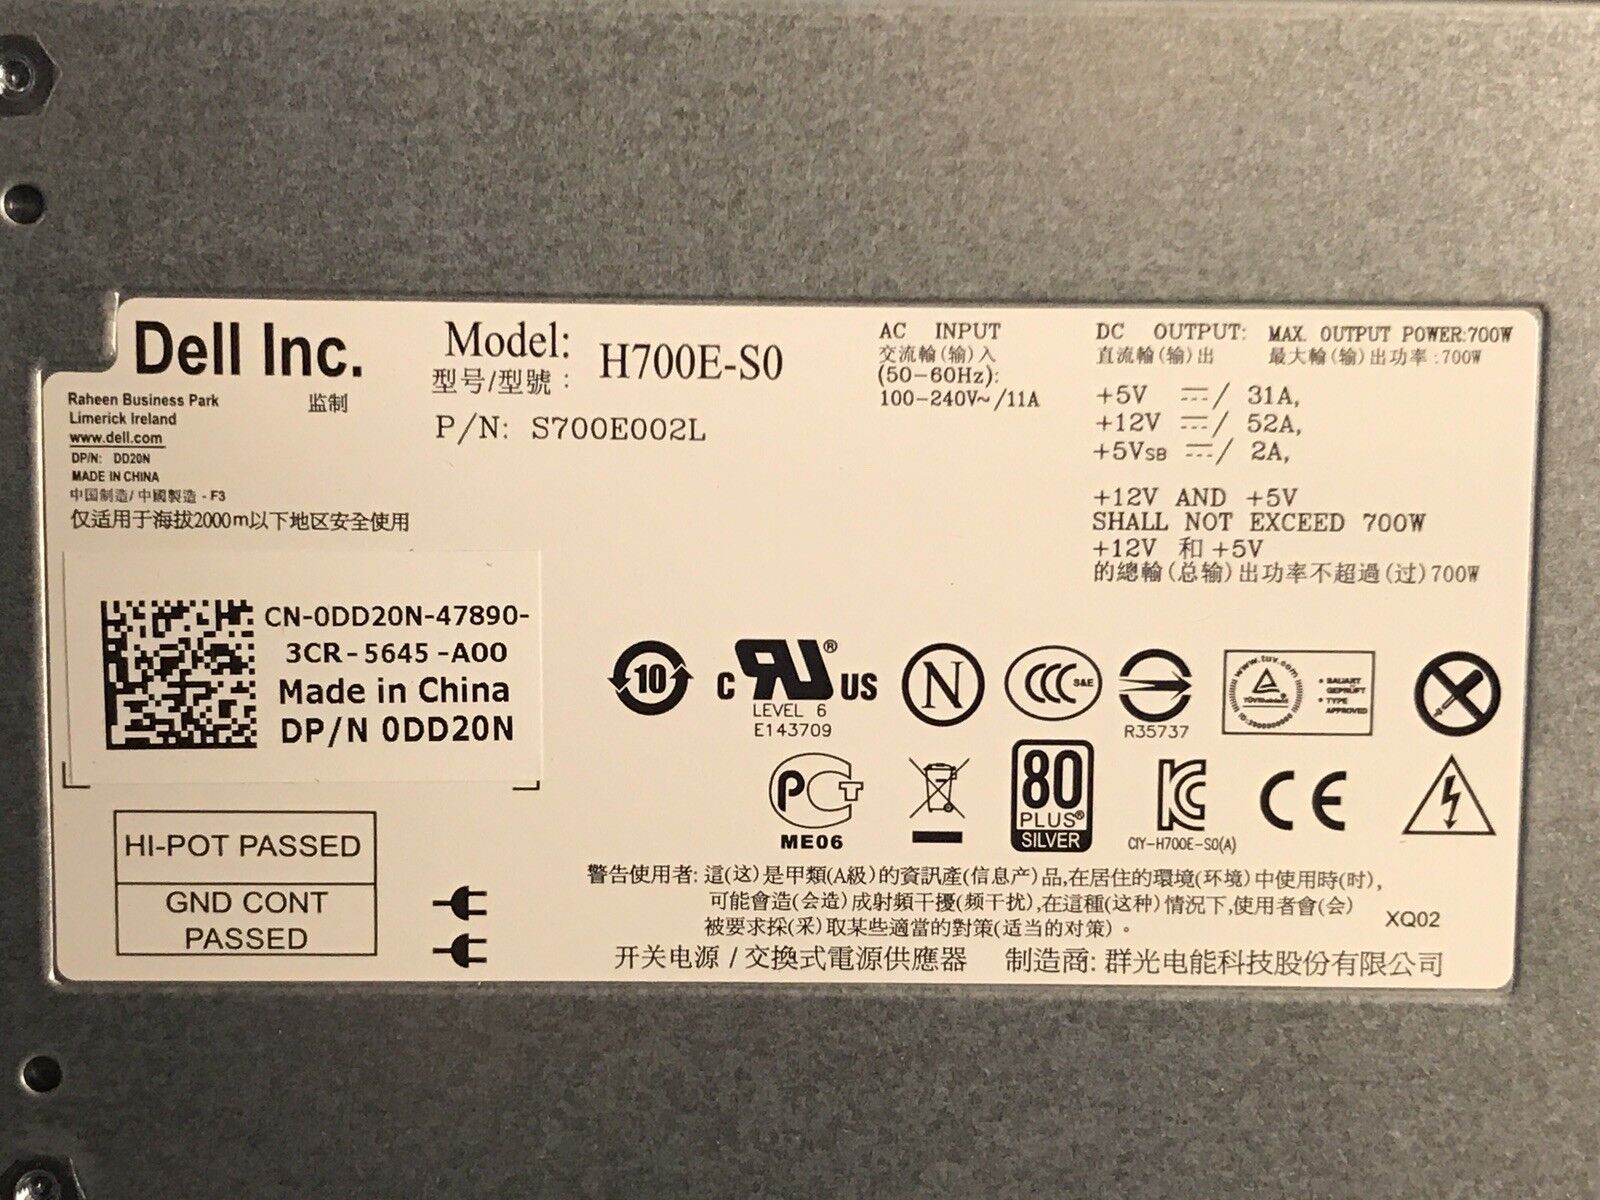 Dell Inc.
Raheen Business Park
Limerick Ireland
监制
www.dell.com
DP/N: DD20N
MADE IN CHINA
中国制造/中國製造 - F3
仅适用于海拔2000m以下地区安全使用
Model: H700E-S0
型号/型號:
P/N: S700E002L
AC INPUT
交流輸(输)入
(50-60Hz):
100-240V~/11A
DC OUTPUT: MAX. OUTPUT POWER:700W
直流輸(输)出 最大輸(输)出功率:700W
+5V ⎓/ 31A,
+12V ⎓/ 52A,
+5VSB ⎓/ 2A,
+12V AND +5V
SHALL NOT EXCEED 700W
+12V 和 +5V
的總輸(总输)出功率不超過(过)700W
CN-0DD20N-47890-
3CR-5645-A00
Made in China
DP/N 0DD20N
HI-POT PASSED
GND CONT
PASSED
10
c RU® US
LEVEL 6
E143709
N
CCC S&E
R35737
www.tuv.com
TÜVRheinland
• BAUART
GEPRÜFT
• TYPE
APPROVED
PCT
ME06
80
PLUS®
SILVER
KC
CIY-H700E-S0(A)
CE
警告使用者:這(这)是甲類(A級)的資訊產(信息产)品,在居住的環境(环境)中使用時(时),
可能會造(会造)成射頻干擾(频干扰),在這種(这种)情況下,使用者會(会)
被要求採(采)取某些適當的對策(适当的对策)。
XQ02
开关电源/交換式電源供應器 制造商:群光电能科技股份有限公司